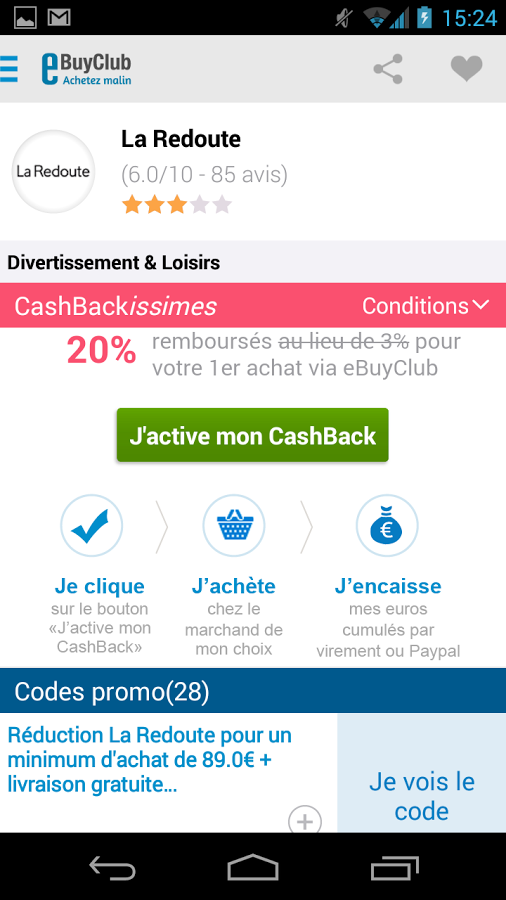 15:24
e BuyClub
Achetez malin
La Redoute
La Redoute
(6.0/10 - 85 avis)
Divertissement & Loisirs
CashBackissimes
Conditions
20%
remboursés au lieu de 3% pour
votre 1er achat via eBuyClub
J'active mon CashBack
€
Je clique
sur le bouton
«J'active mon
CashBack»
J'achète
chez le
marchand de
mon choix
J'encaisse
mes euros
cumulés par
virement ou Paypal
Codes promo(28)
Réduction La Redoute pour un
minimum d'achat de 89.0€ +
livraison gratuite...
Je vois le
code